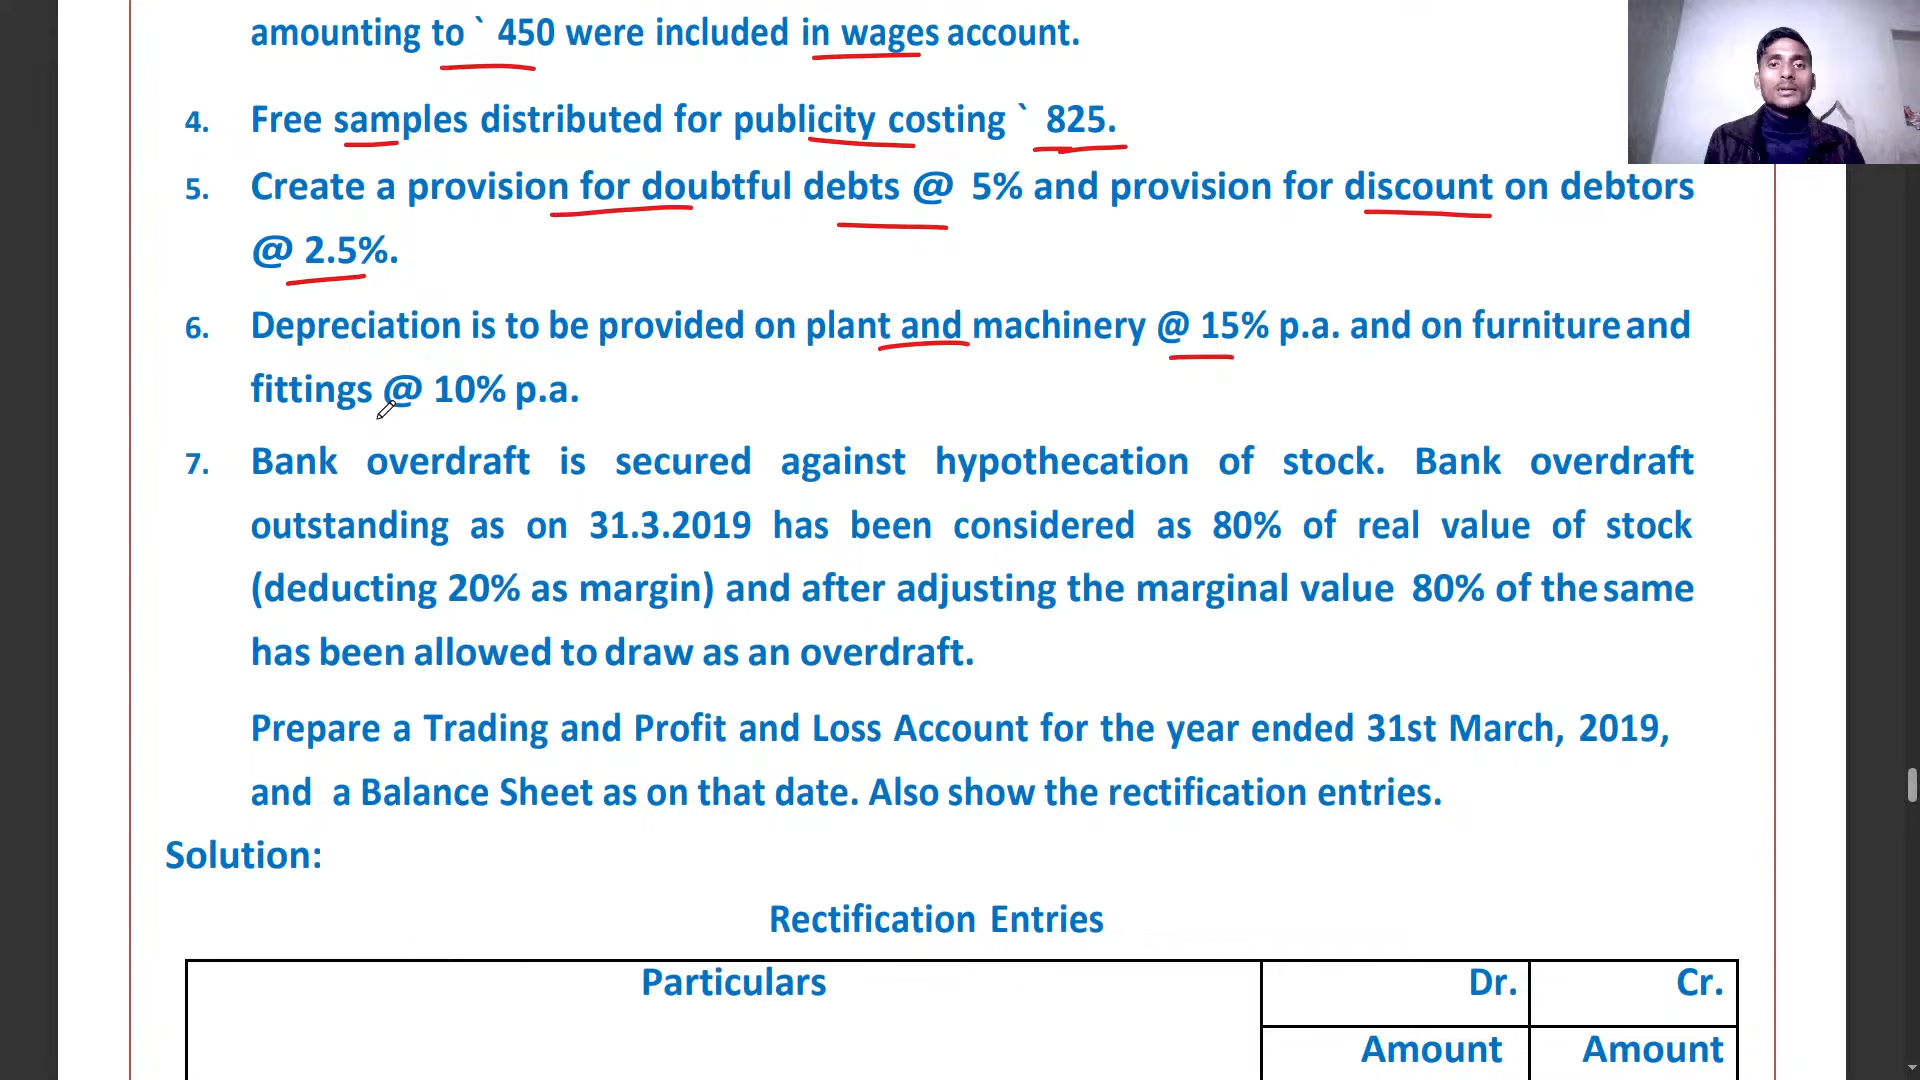 amounting to ` 450 were included in wages account.
4. Free samples distributed for publicity costing ` 825.
5. Create a provision for doubtful debts @ 5% and provision for discount on debtors
@ 2.5%.
6. Depreciation is to be provided on plant and machinery @ 15% p.a. and on furniture and
fittings @ 10% p.a.
7. Bank overdraft is secured against hypothecation of stock. Bank overdraft
outstanding as on 31.3.2019 has been considered as 80% of real value of stock
(deducting 20% as margin) and after adjusting the marginal value 80% of the same
has been allowed to draw as an overdraft.
Prepare a Trading and Profit and Loss Account for the year ended 31st March, 2019,
and a Balance Sheet as on that date. Also show the rectification entries.
Solution:
Rectification Entries
Particulars Dr. Cr.
Amount Amount